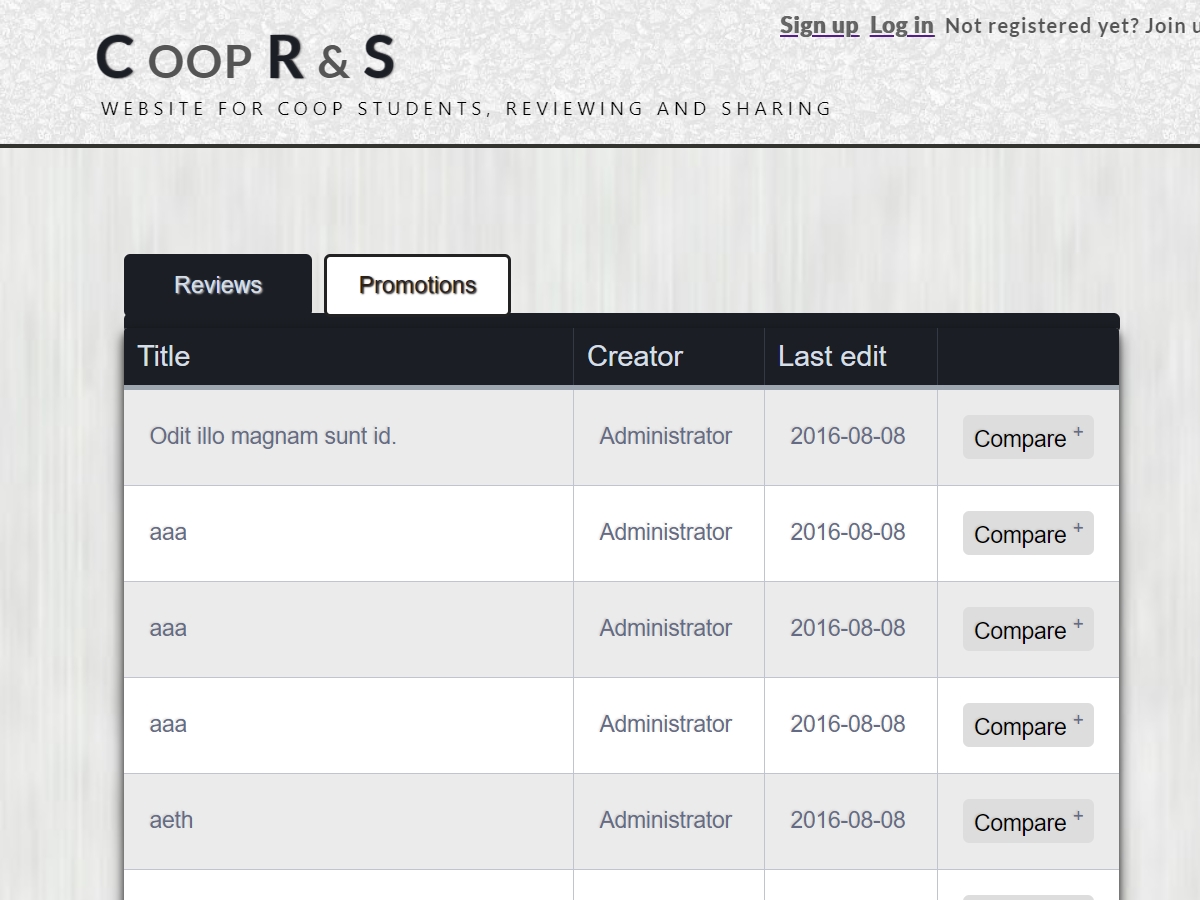 Sign up Log in Not registered yet? Join u
C OOP R & S
WEBSITE FOR COOP STUDENTS, REVIEWING AND SHARING
Reviews Promotions
Title Creator Last edit
Odit illo magnam sunt id. Administrator 2016-08-08 Compare +
aaa Administrator 2016-08-08 Compare +
aaa Administrator 2016-08-08 Compare +
aaa Administrator 2016-08-08 Compare +
aeth Administrator 2016-08-08 Compare +